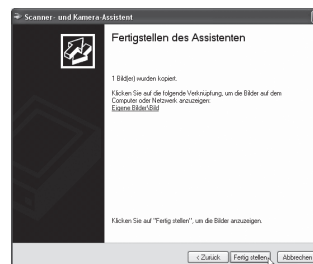 Scanner- und Kamera-Assistent
Fertigstellen des Assistenten
1 Bild(er) wurden kopiert.
Klicken Sie auf die folgende Verknüpfung, um die Bilder auf dem
Computer oder Netzwerk anzuzeigen:
Eigene Bilder\Bild
Klicken Sie auf "Fertig stellen", um die Bilder anzuzeigen.
< Zurück Fertig stellen Abbrechen